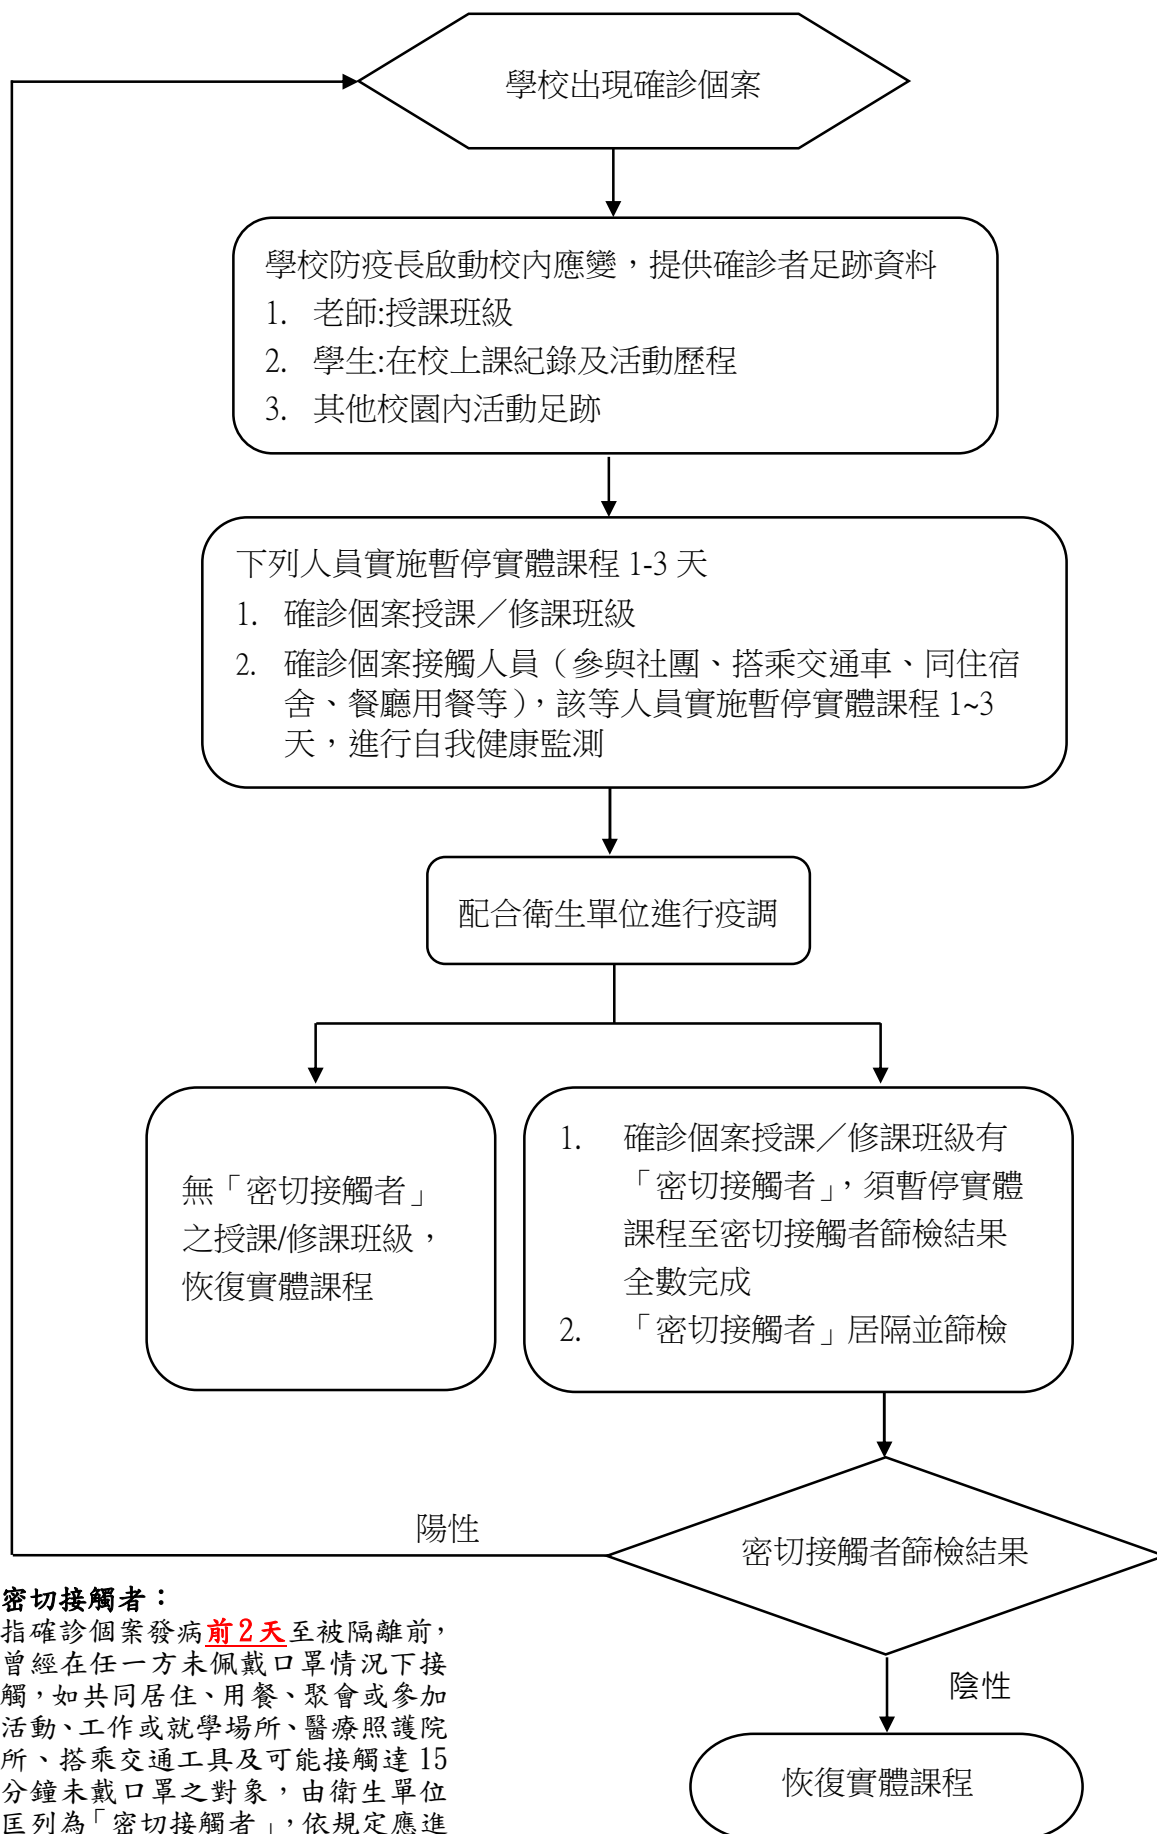 學校出現確診個案
學校防疫長啟動校內應變，提供確診者足跡資料
1. 老師:授課班級
2. 學生:在校上課紀錄及活動歷程
3. 其他校園內活動足跡
下列人員實施暫停實體課程 1-3 天
1. 確診個案授課／修課班級
2. 確診個案接觸人員（參與社團、搭乘交通車、同住宿
舍、餐廳用餐等），該等人員實施暫停實體課程 1~3
天，進行自我健康監測
配合衛生單位進行疫調
無「密切接觸者」
之授課/修課班級，
恢復實體課程
1. 確診個案授課／修課班級有
「密切接觸者」，須暫停實體
課程至密切接觸者篩檢結果
全數完成
2. 「密切接觸者」居隔並篩檢
陽性
密切接觸者篩檢結果
陰性
恢復實體課程
密切接觸者：
指確診個案發病前2天至被隔離前，
曾經在任一方未佩戴口罩情況下接
觸，如共同居住、用餐、聚會或參加
活動、工作或就學場所、醫療照護院
所、搭乘交通工具及可能接觸達 15
分鐘未戴口罩之對象，由衛生單位
匡列為「密切接觸者」，依規定應進